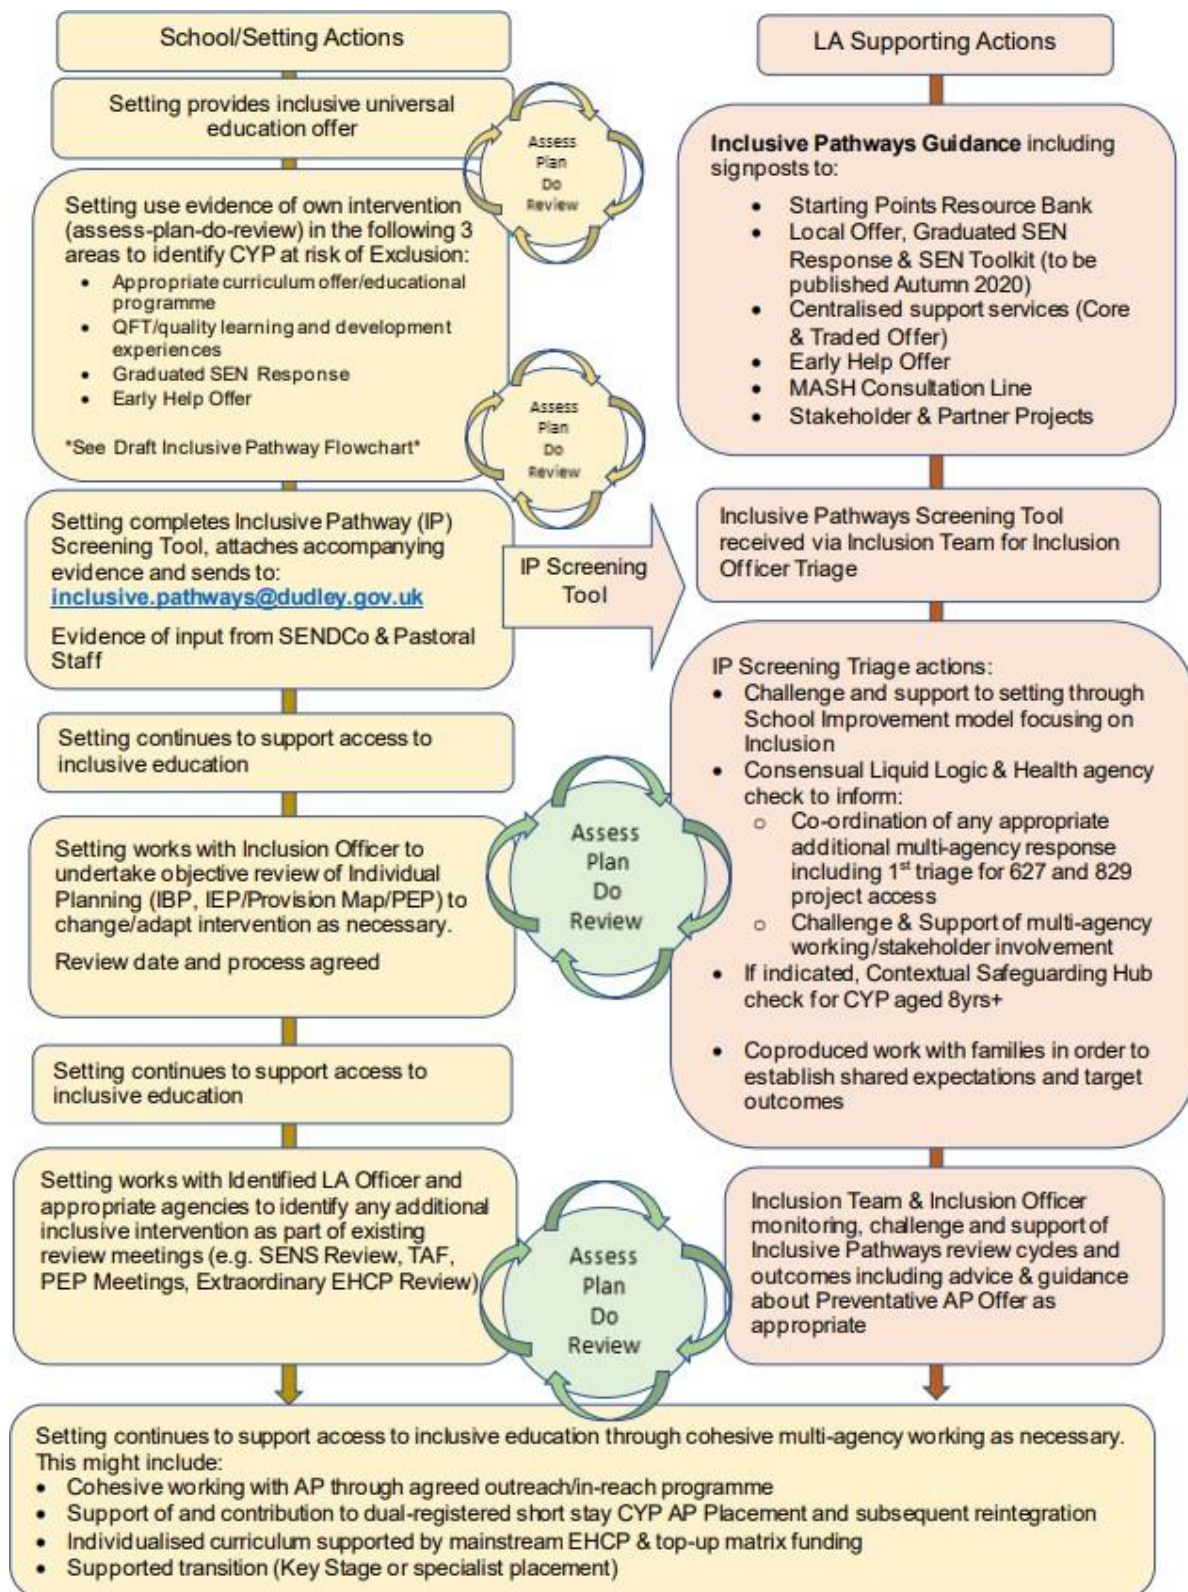 School/Setting Actions
Setting provides inclusive universal
education offer
Assess
Plan
Do
Review
Setting use evidence of own intervention
(assess-plan-do-review) in the following 3
areas to identify CYP at risk of Exclusion:
• Appropriate curriculum offer/educational
programme
• QFT/quality learning and development
experiences
• Graduated SEN Response
• Early Help Offer
*See Draft Inclusive Pathway Flowchart*
Assess
Plan
Do
Review
Setting completes Inclusive Pathway (IP)
Screening Tool, attaches accompanying
evidence and sends to:
inclusive.pathways@dudley.gov.uk
Evidence of input from SENDCo & Pastoral
Staff
IP Screening
Tool
Setting continues to support access to
inclusive education
Setting works with Inclusion Officer to
undertake objective review of Individual
Planning (IBP, IEP/Provision Map/PEP) to
change/adapt intervention as necessary.
Review date and process agreed
Assess
Plan
Do
Review
Setting continues to support access to
inclusive education
Setting works with Identified LA Officer and
appropriate agencies to identify any additional
inclusive intervention as part of existing
review meetings (e.g. SENS Review, TAF,
PEP Meetings, Extraordinary EHCP Review)
Assess
Plan
Do
Review
LA Supporting Actions
Inclusive Pathways Guidance including
signposts to:
• Starting Points Resource Bank
• Local Offer, Graduated SEN
Response & SEN Toolkit (to be
published Autumn 2020)
• Centralised support services (Core
& Traded Offer)
• Early Help Offer
• MASH Consultation Line
• Stakeholder & Partner Projects
Inclusive Pathways Screening Tool
received via Inclusion Team for Inclusion
Officer Triage
IP Screening Triage actions:
• Challenge and support to setting through
School Improvement model focusing on
Inclusion
• Consensual Liquid Logic & Health agency
check to inform:
o Co-ordination of any appropriate
additional multi-agency response
including 1st triage for 627 and 829
project access
o Challenge & Support of multi-agency
working/stakeholder involvement
• If indicated, Contextual Safeguarding Hub
check for CYP aged 8yrs+
• Coproduced work with families in order to
establish shared expectations and target
outcomes
Inclusion Team & Inclusion Officer
monitoring, challenge and support of
Inclusive Pathways review cycles and
outcomes including advice & guidance
about Preventative AP Offer as
appropriate
Setting continues to support access to inclusive education through cohesive multi-agency working as necessary.
This might include:
• Cohesive working with AP through agreed outreach/in-reach programme
• Support of and contribution to dual-registered short stay CYP AP Placement and subsequent reintegration
• Individualised curriculum supported by mainstream EHCP & top-up matrix funding
• Supported transition (Key Stage or specialist placement)